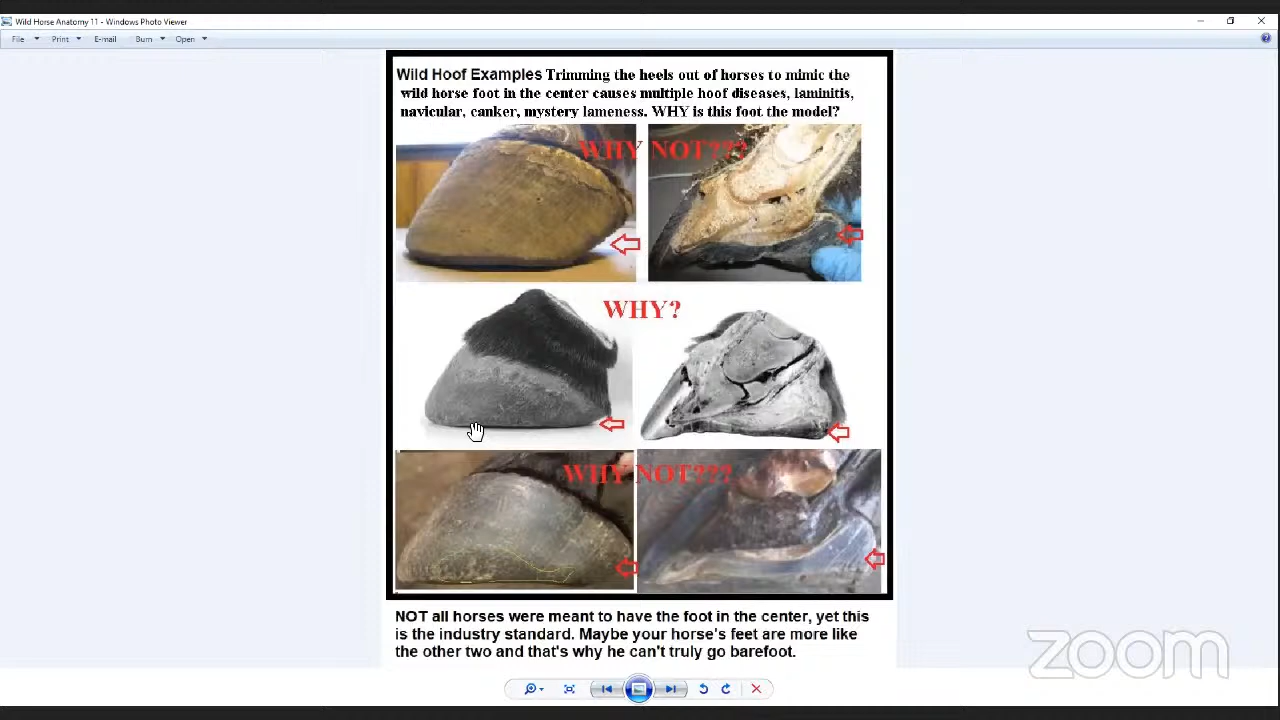 Wild Horse Anatomy 11 - Windows Photo Viewer
File Print E-mail Burn Open
Wild Hoof Examples Trimming the heels out of horses to mimic the
wild horse foot in the center causes multiple hoof diseases, laminitis,
navicular, canker, mystery lameness. WHY is this foot the model?
WHY NOT???
WHY?
WHY NOT???
NOT all horses were meant to have the foot in the center, yet this
is the industry standard. Maybe your horse's feet are more like
the other two and that's why he can't truly go barefoot.
zoom